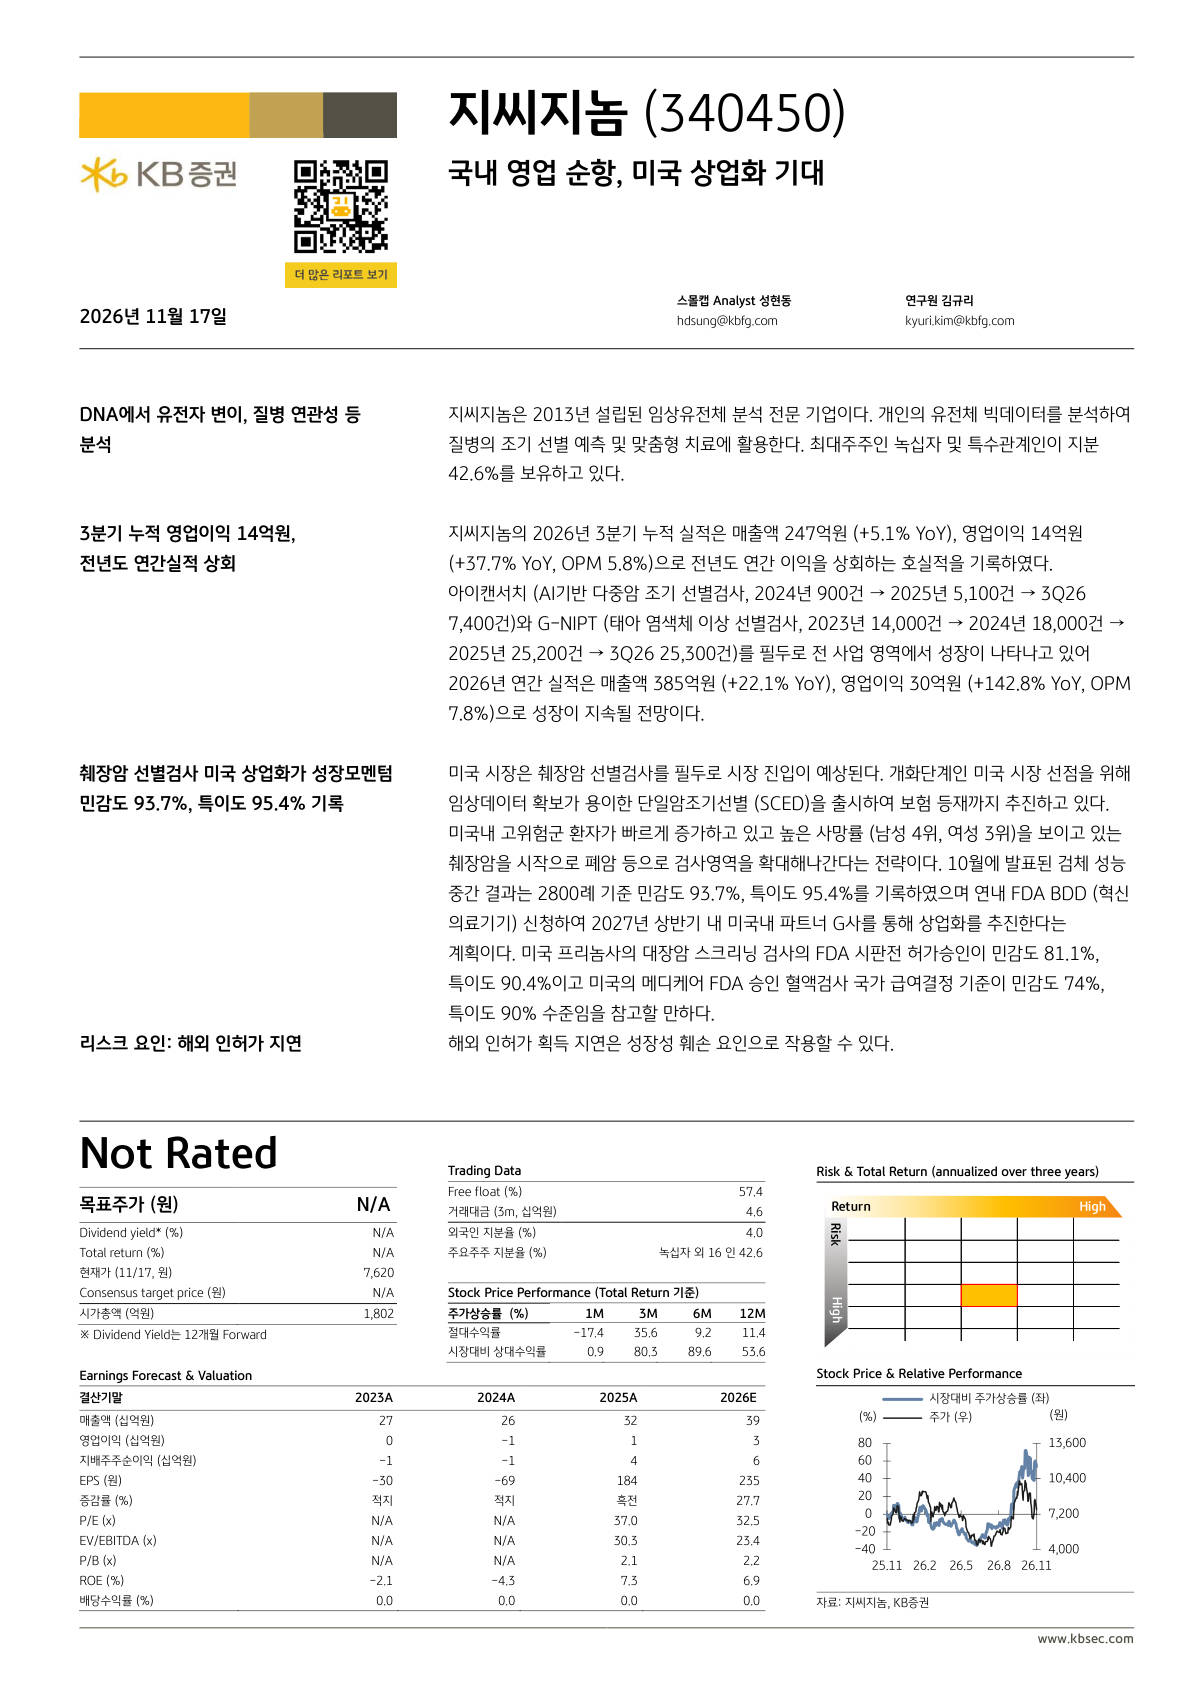 지씨지놈 (340450)
국내 영업 순항, 미국 상업화 기대
KB증권
더 많은 리포트 보기
2026년 11월 17일
스몰캡 Analyst 성현동
hdsung@kbfg.com
연구원 김규리
kyuri.kim@kbfg.com
DNA에서 유전자 변이, 질병 연관성 등
분석
지씨지놈은 2013년 설립된 임상유전체 분석 전문 기업이다. 개인의 유전체 빅데이터를 분석하여
질병의 조기 선별 예측 및 맞춤형 치료에 활용한다. 최대주주인 녹십자 및 특수관계인이 지분
42.6%를 보유하고 있다.
3분기 누적 영업이익 14억원,
전년도 연간실적 상회
지씨지놈의 2026년 3분기 누적 실적은 매출액 247억원 (+5.1% YoY), 영업이익 14억원
(+37.7% YoY, OPM 5.8%)으로 전년도 연간 이익을 상회하는 호실적을 기록하였다.
아이캔서치 (AI기반 다중암 조기 선별검사, 2024년 900건 → 2025년 5,100건 → 3Q26
7,400건)와 G-NIPT (태아 염색체 이상 선별검사, 2023년 14,000건 → 2024년 18,000건 →
2025년 25,200건 → 3Q26 25,300건)를 필두로 전 사업 영역에서 성장이 나타나고 있어
2026년 연간 실적은 매출액 385억원 (+22.1% YoY), 영업이익 30억원 (+142.8% YoY, OPM
7.8%)으로 성장이 지속될 전망이다.
췌장암 선별검사 미국 상업화가 성장모멘텀
민감도 93.7%, 특이도 95.4% 기록
미국 시장은 췌장암 선별검사를 필두로 시장 진입이 예상된다. 개화단계인 미국 시장 선점을 위해
임상데이터 확보가 용이한 단일암조기선별 (SCED)을 출시하여 보험 등재까지 추진하고 있다.
미국내 고위험군 환자가 빠르게 증가하고 있고 높은 사망률 (남성 4위, 여성 3위)을 보이고 있는
췌장암을 시작으로 폐암 등으로 검사영역을 확대해나간다는 전략이다. 10월에 발표된 검체 성능
중간 결과는 2800례 기준 민감도 93.7%, 특이도 95.4%를 기록하였으며 연내 FDA BDD (혁신
의료기기) 신청하여 2027년 상반기 내 미국내 파트너 G사를 통해 상업화를 추진한다는
계획이다. 미국 프리놈사의 대장암 스크리닝 검사의 FDA 시판전 허가승인이 민감도 81.1%,
특이도 90.4%이고 미국의 메디케어 FDA 승인 혈액검사 국가 급여결정 기준이 민감도 74%,
특이도 90% 수준임을 참고할 만하다.
리스크 요인: 해외 인허가 지연
해외 인허가 획득 지연은 성장성 훼손 요인으로 작용할 수 있다.
Not Rated
목표주가 (원) N/A
Dividend yield* (%) N/A
Total return (%) N/A
현재가 (11/17, 원) 7,620
Consensus target price (원) N/A
시가총액 (억원) 1,802
※ Dividend Yield는 12개월 Forward
Trading Data
Free float (%) 57.4
거래대금 (3m, 십억원) 4.6
외국인 지분율 (%) 4.0
주요주주 지분율 (%) 녹십자 외 16 인 42.6
Stock Price Performance (Total Return 기준)
주가상승률 (%) 1M 3M 6M 12M
절대수익률 -17.4 35.6 9.2 11.4
시장대비 상대수익률 0.9 80.3 89.6 53.6
Risk & Total Return (annualized over three years)
Return High
Risk
High
Earnings Forecast & Valuation
결산기말 2023A 2024A 2025A 2026E
매출액 (십억원) 27 26 32 39
영업이익 (십억원) 0 -1 1 3
지배주주순이익 (십억원) -1 -1 4 6
EPS (원) -30 -69 184 235
증감률 (%) 적지 적지 흑전 27.7
P/E (x) N/A N/A 37.0 32.5
EV/EBITDA (x) N/A N/A 30.3 23.4
P/B (x) N/A N/A 2.1 2.2
ROE (%) -2.1 -4.3 7.3 6.9
배당수익률 (%) 0.0 0.0 0.0 0.0
Stock Price & Relative Performance
시장대비 주가상승률 (좌)
(%) 주가 (우) (원)
80 13,600
60
40 10,400
20
0 7,200
-20
-40 4,000
25.11 26.2 26.5 26.8 26.11
자료: 지씨지놈, KB증권
www.kbsec.com